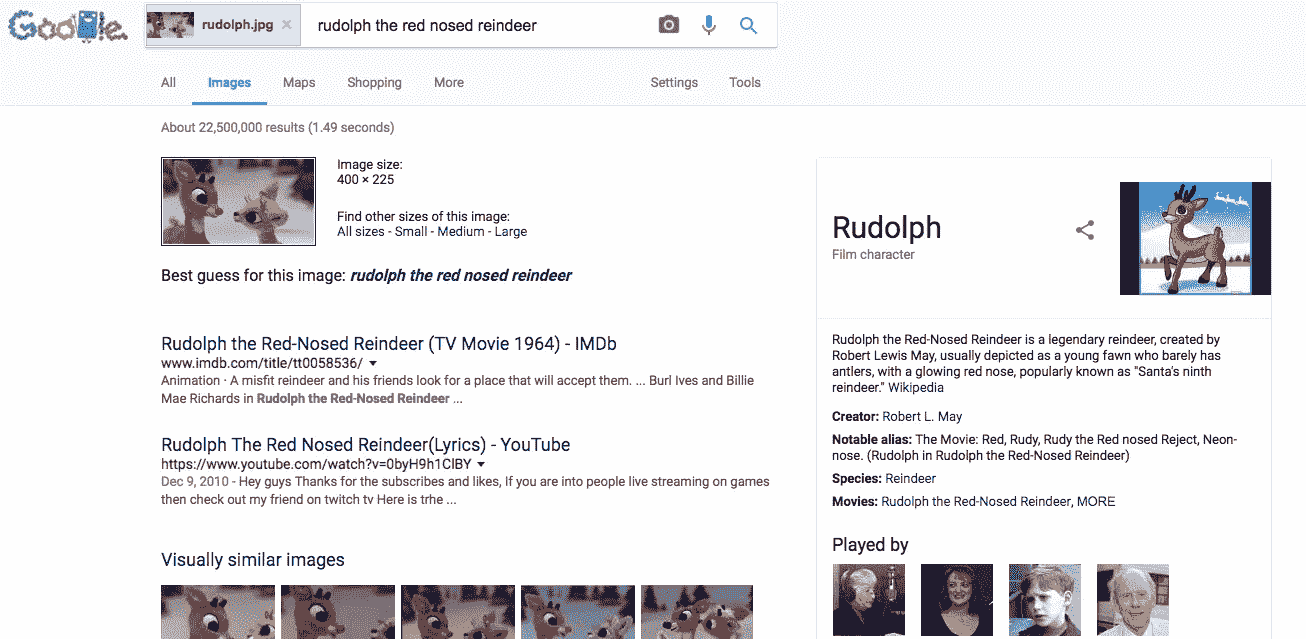 Google
rudolph.jpg × rudolph the red nosed reindeer
All Images Maps Shopping More Settings Tools
About 22,500,000 results (1.49 seconds)
Image size:
400 × 225
Find other sizes of this image:
All sizes - Small - Medium - Large
Best guess for this image: rudolph the red nosed reindeer
Rudolph the Red-Nosed Reindeer (TV Movie 1964) - IMDb
www.imdb.com/title/tt0058536/
Animation · A misfit reindeer and his friends look for a place that will accept them. ... Burl Ives and Billie
Mae Richards in Rudolph the Red-Nosed Reindeer ...
Rudolph The Red Nosed Reindeer(Lyrics) - YouTube
https://www.youtube.com/watch?v=0byH9h1CIBY
Dec 9, 2010 - Hey guys Thanks for the subscribes and likes, If you are into people live streaming on games
then check out my friend on twitch tv Here is trhe ...
Visually similar images
Rudolph
Film character
Rudolph the Red-Nosed Reindeer is a legendary reindeer, created by
Robert Lewis May, usually depicted as a young fawn who barely has
antlers, with a glowing red nose, popularly known as "Santa's ninth
reindeer." Wikipedia
Creator: Robert L. May
Notable alias: The Movie: Red, Rudy, Rudy the Red nosed Reject, Neon-
nose. (Rudolph in Rudolph the Red-Nosed Reindeer)
Species: Reindeer
Movies: Rudolph the Red-Nosed Reindeer, MORE
Played by